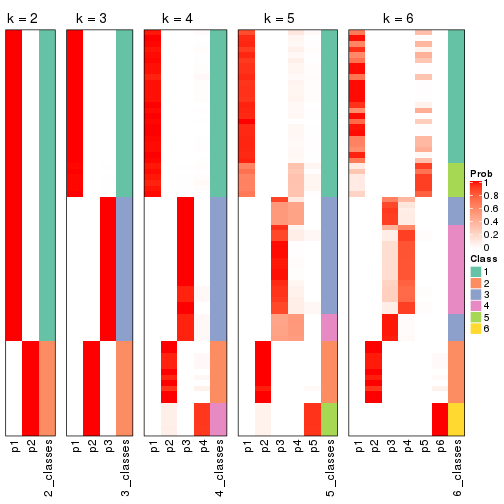 k = 2
k = 3
k = 4
k = 5
k = 6
Prob
1
0.8
0.6
0.4
0.2
0
Class
1
2
3
4
5
6
p1
p2
2_classes
p1
p2
p3
3_classes
p1
p2
p3
p4
4_classes
p1
p2
p3
p4
p5
5_classes
p1
p2
p3
p4
p5
p6
6_classes